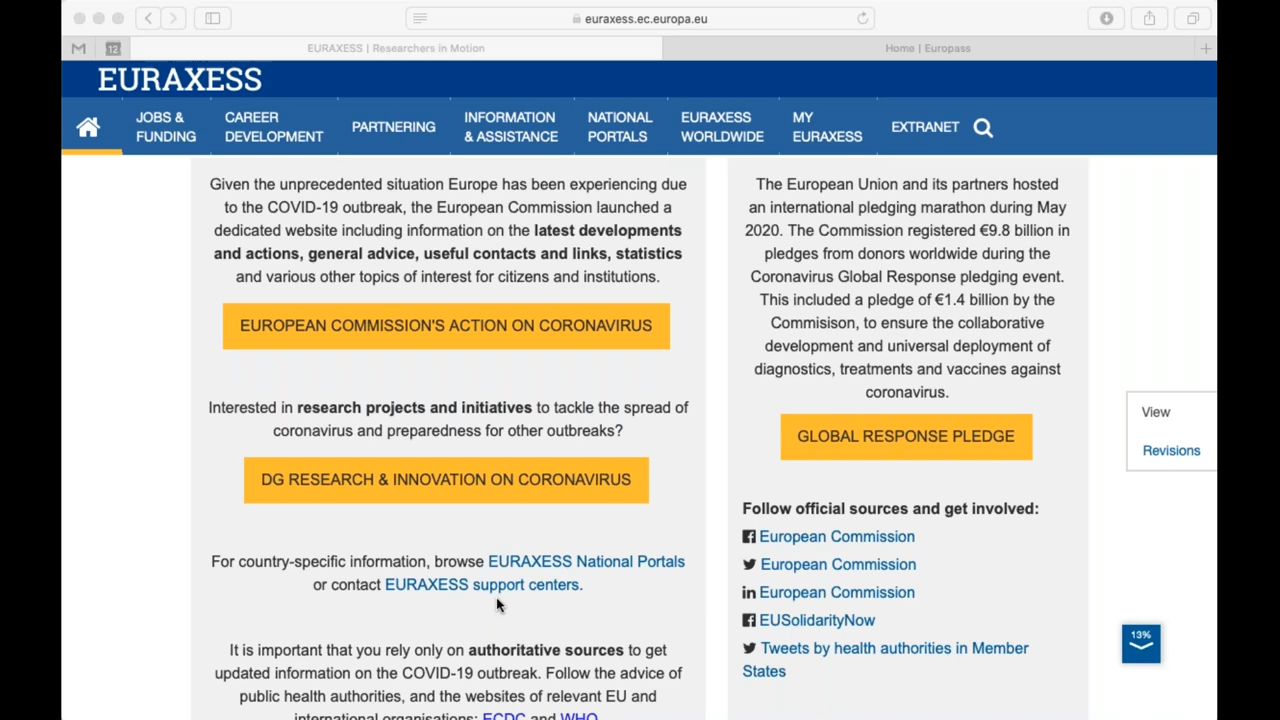 euraxess.ec.europa.eu
M
12
EURAXESS | Researchers in Motion
Home | Europass
EURAXESS
JOBS &
FUNDING
CAREER
DEVELOPMENT
PARTNERING
INFORMATION
& ASSISTANCE
NATIONAL
PORTALS
EURAXESS
WORLDWIDE
MY
EURAXESS
EXTRANET
Given the unprecedented situation Europe has been experiencing due
to the COVID-19 outbreak, the European Commission launched a
dedicated website including information on the latest developments
and actions, general advice, useful contacts and links, statistics
and various other topics of interest for citizens and institutions.
EUROPEAN COMMISSION'S ACTION ON CORONAVIRUS
Interested in research projects and initiatives to tackle the spread of
coronavirus and preparedness for other outbreaks?
DG RESEARCH & INNOVATION ON CORONAVIRUS
For country-specific information, browse EURAXESS National Portals
or contact EURAXESS support centers.
It is important that you rely only on authoritative sources to get
updated information on the COVID-19 outbreak. Follow the advice of
public health authorities, and the websites of relevant EU and
international organisations: ECDC and WHO
The European Union and its partners hosted
an international pledging marathon during May
2020. The Commission registered €9.8 billion in
pledges from donors worldwide during the
Coronavirus Global Response pledging event.
This included a pledge of €1.4 billion by the
Commisison, to ensure the collaborative
development and universal deployment of
diagnostics, treatments and vaccines against
coronavirus.
GLOBAL RESPONSE PLEDGE
Follow official sources and get involved:
European Commission
European Commission
in European Commission
EUSolidarityNow
Tweets by health authorities in Member
States
View
Revisions
13%